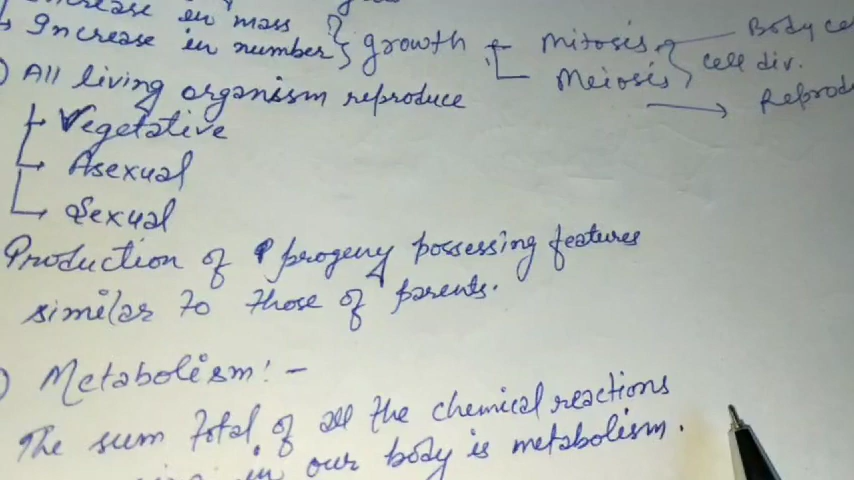 Increase in mass
Increase in number } growth Mitosis Body
Meiosis } cell div.
All living organism reproduce
Vegetative
Asexual
Sexual
Production of progeny possessing features
similar to those of parents.
Metabolism: -
The sum total of all the chemical reactions
in our body is metabolism.